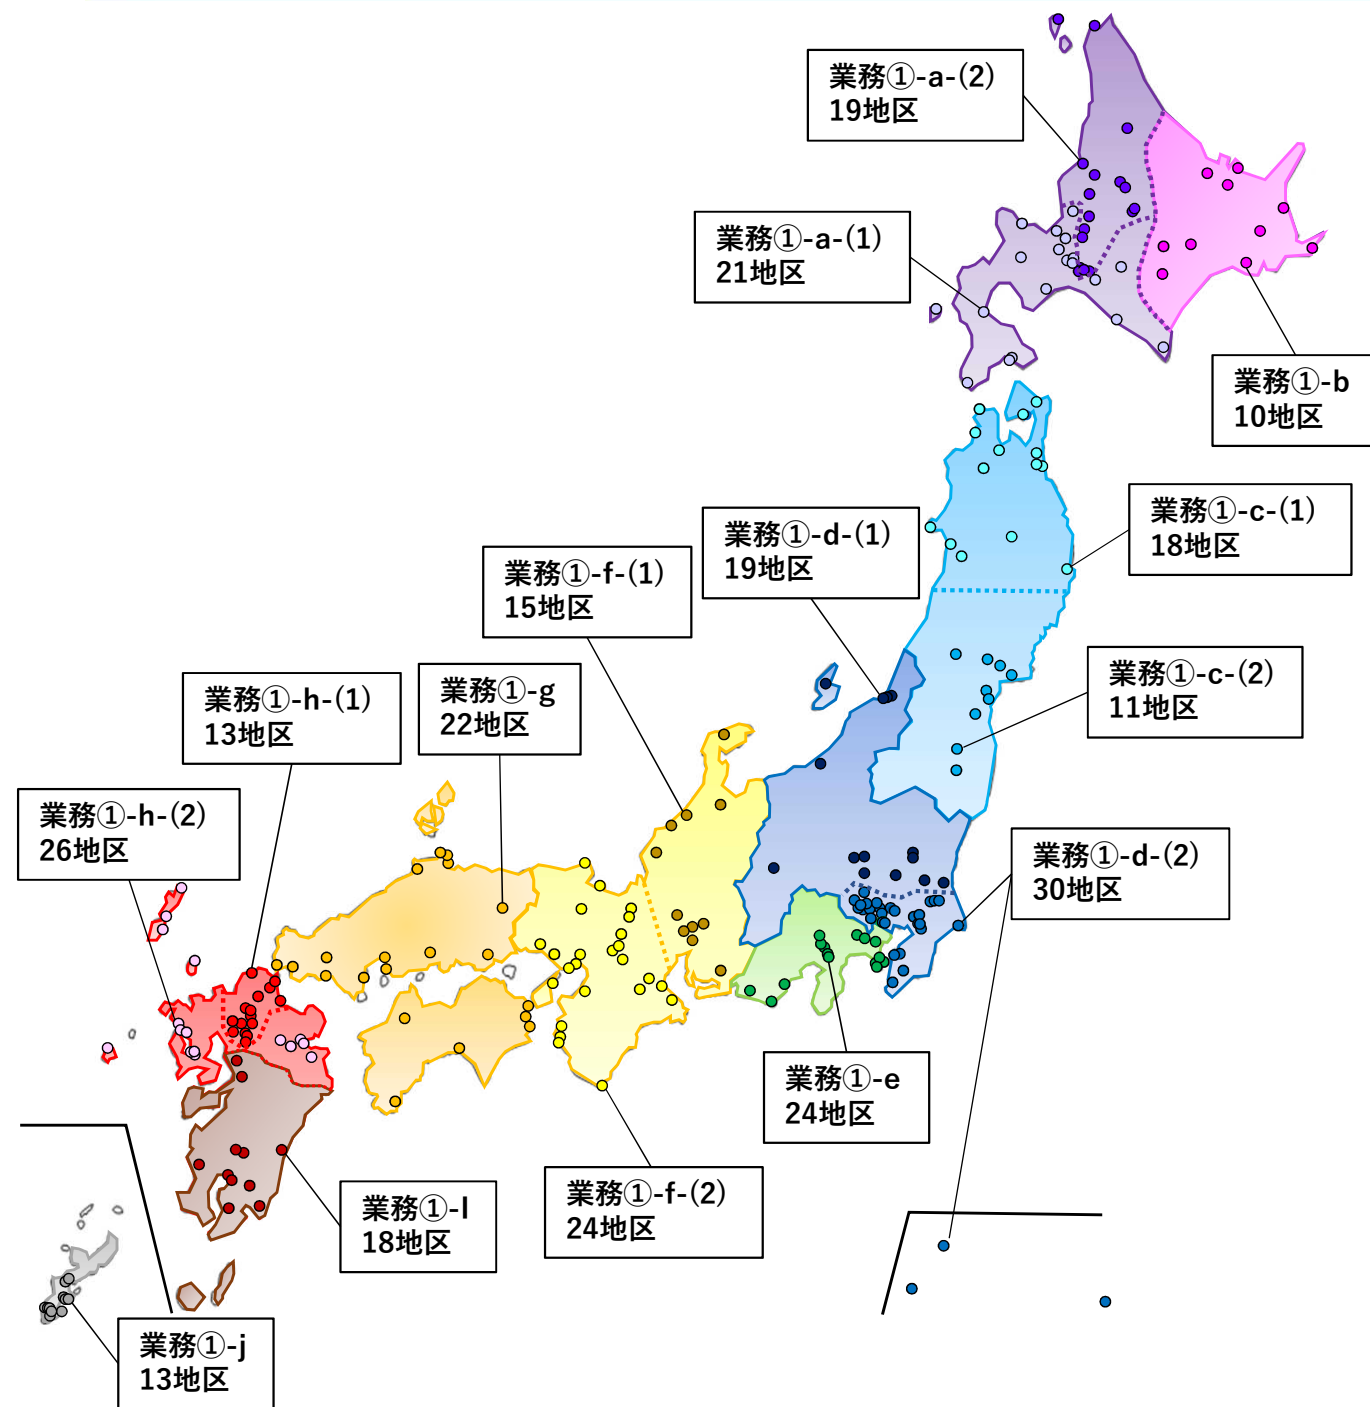 業務①-a-(2)
19地区
業務①-a-(1)
21地区
業務①-b
10地区
業務①-c-(1)
18地区
業務①-d-(1)
19地区
業務①-f-(1)
15地区
業務①-c-(2)
11地区
業務①-g
22地区
業務①-h-(1)
13地区
業務①-h-(2)
26地区
業務①-d-(2)
30地区
業務①-e
24地区
業務①-f-(2)
24地区
業務①-I
18地区
業務①-j
13地区